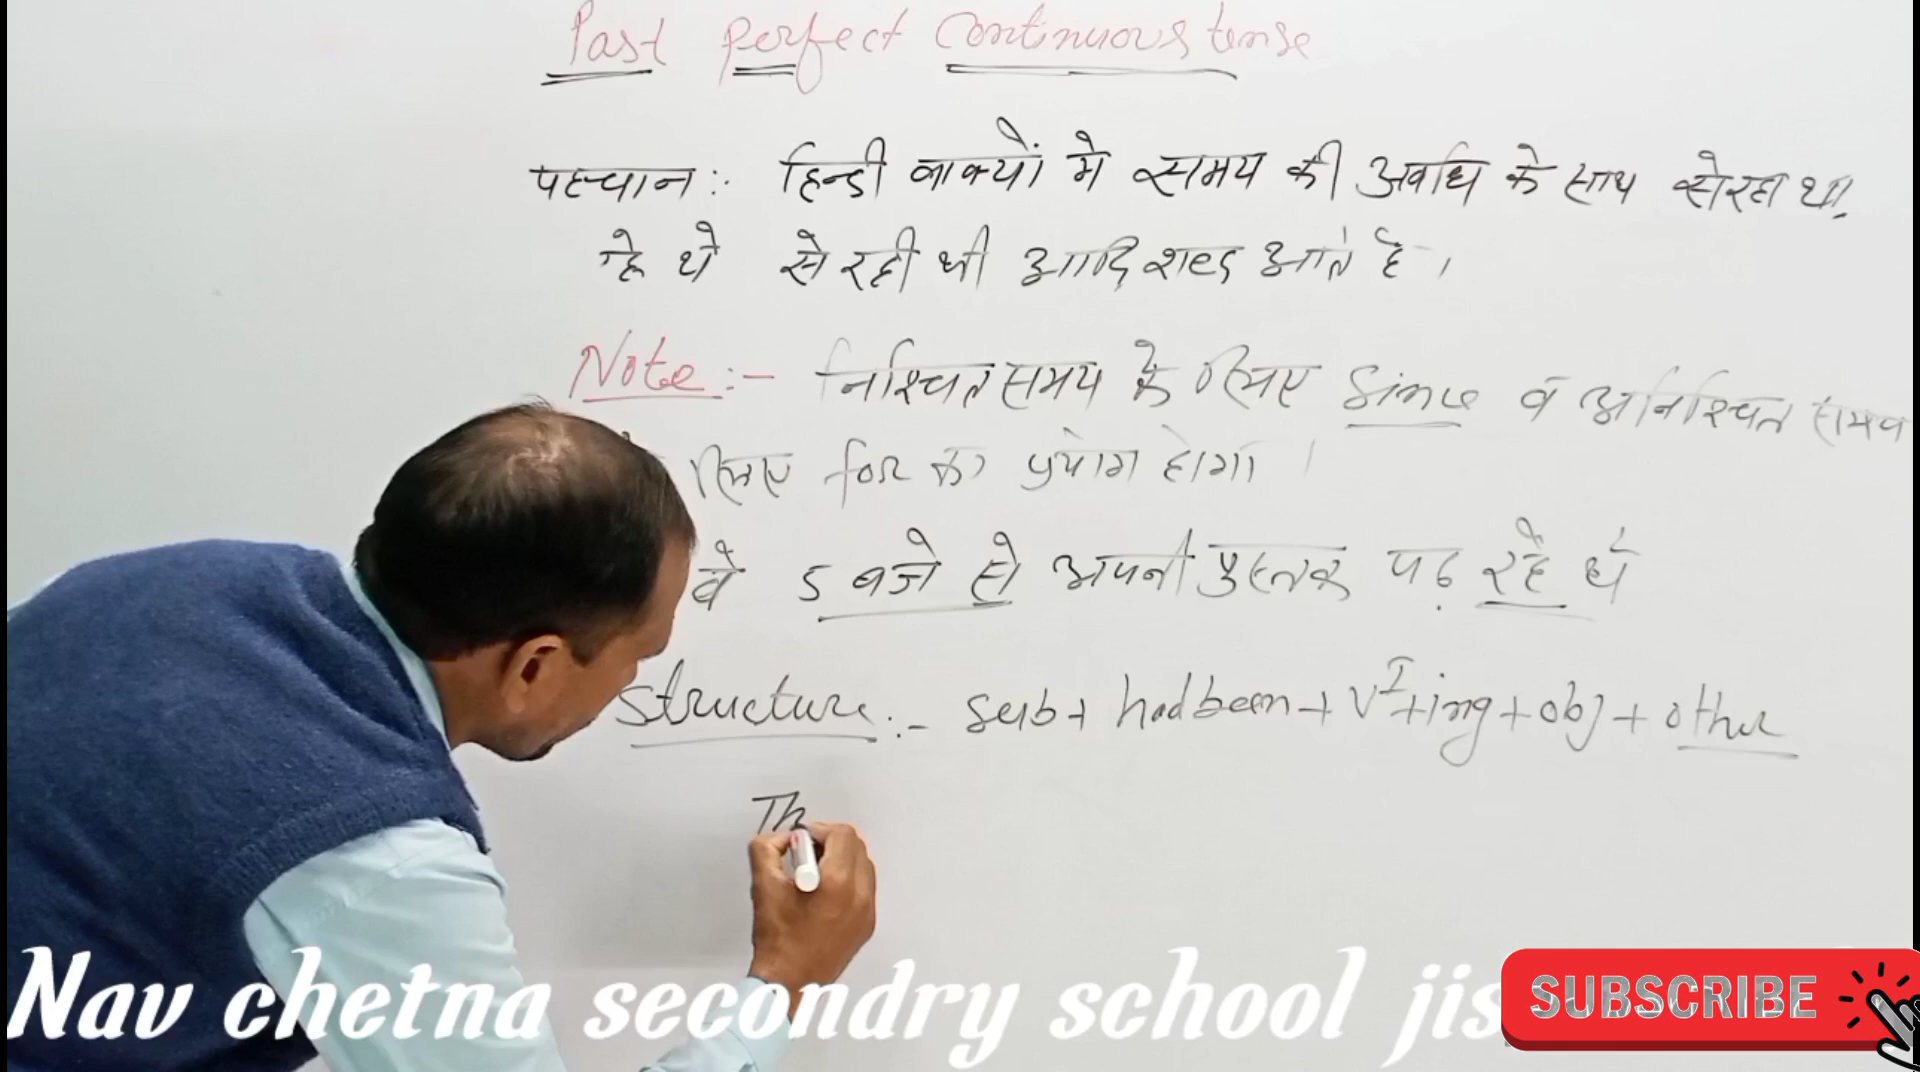 Past perfect Continuous tense
पहचान :- हिन्दी वाक्यों मे समय की अवधि के साथ से रहा था,
रहे थे से रही थी आदि शब्द आते है।
Note :- निश्चित समय के लिए Since व अनिश्चित समय
लिए for का प्रयोग होगा।
वे 5 बजे से अपनी पुस्तक पढ़ रहे थे
Structure :- Sub + had been + V I + ing + obj + other
Th
Nav chetna secondry school jis
SUBSCRIBE